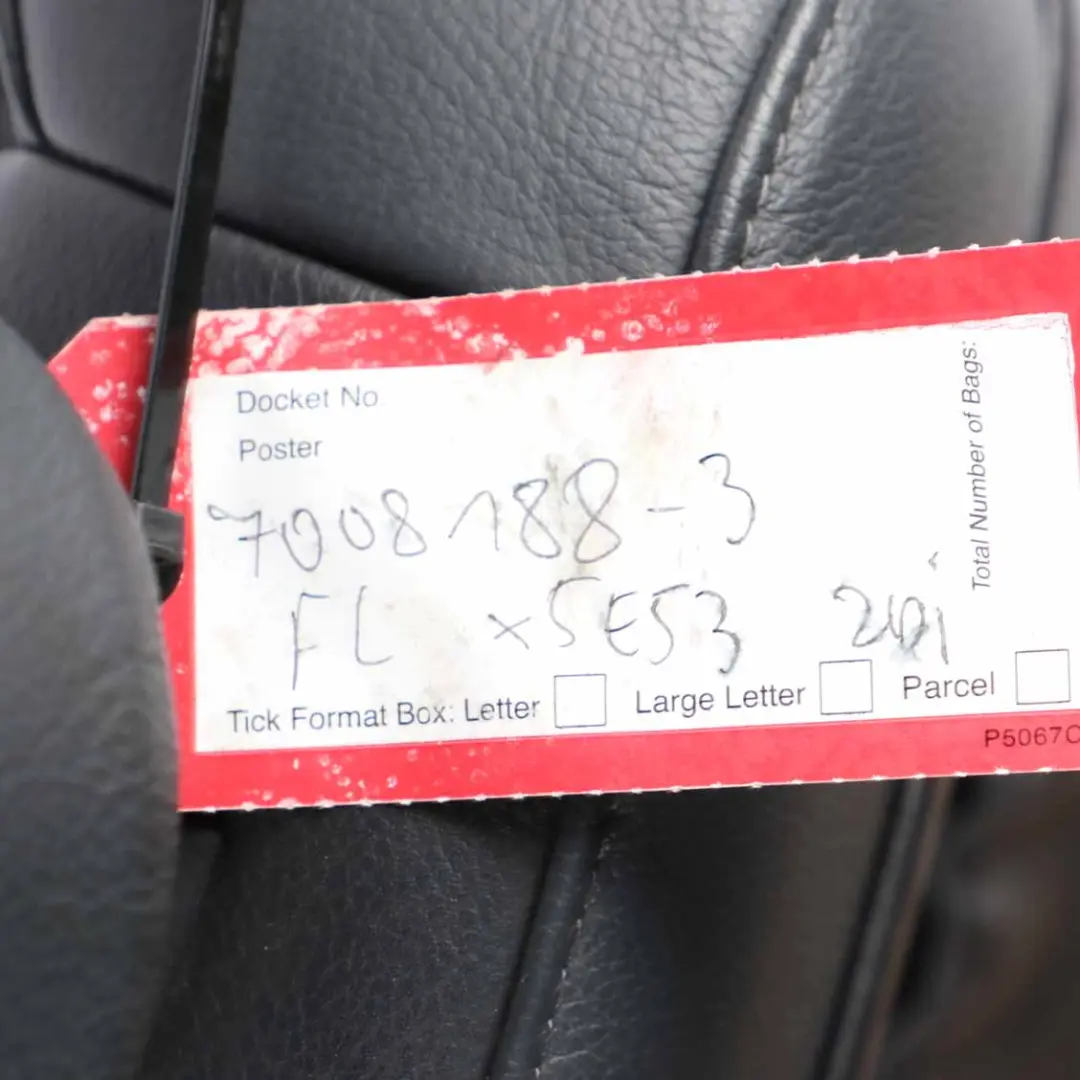 Docket No
Poster
7008188-3
FL x5E53
Tick Format Box: Letter Large Letter Parcel
Total Number of Bags:
P5067C